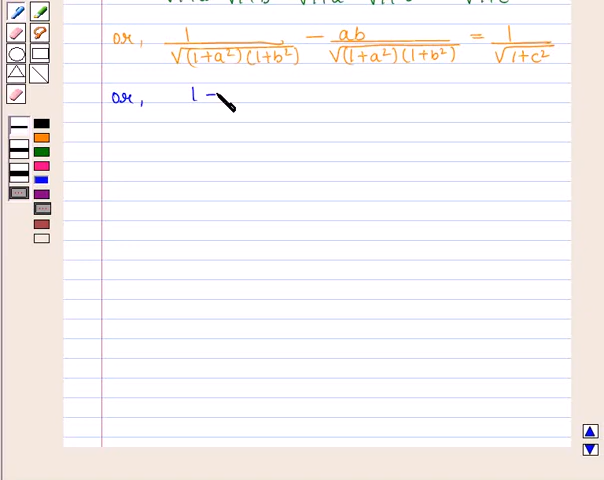 or, 1/√(1+a²)(1+b²) − ab/√(1+a²)(1+b²) = 1/√1+c²
or, 1 −